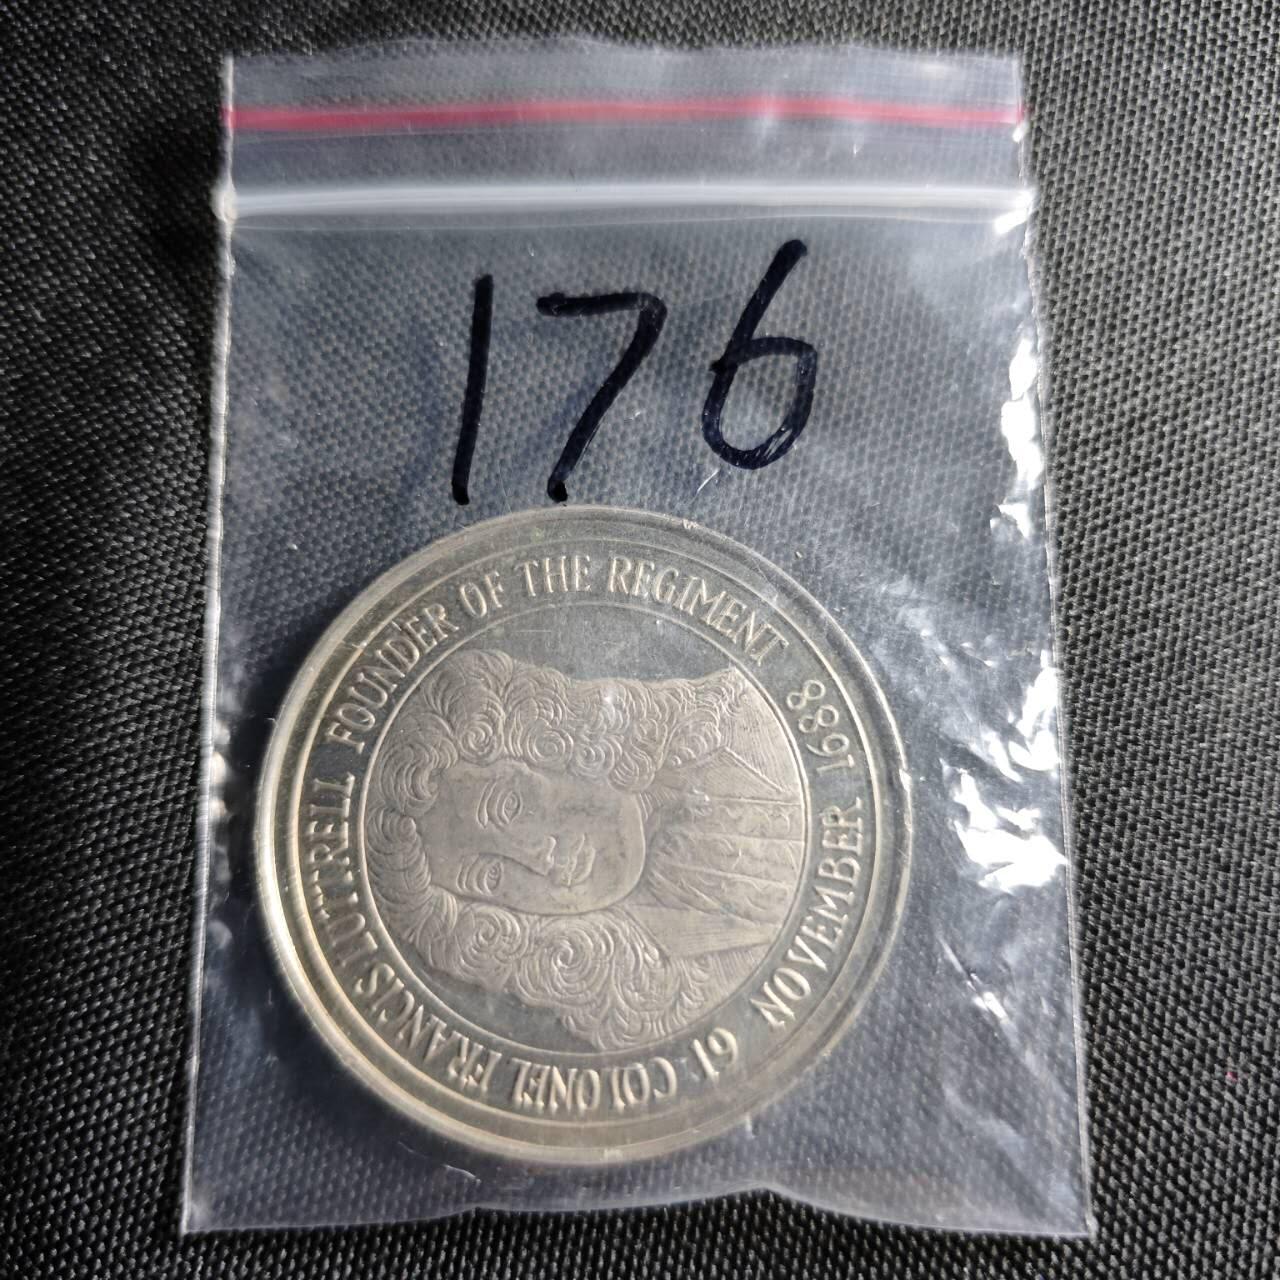 176
COLONEL FRANCIS LUTTRELL FOUNDER OF THE REGIMENT
19 NOVEMBER 1688